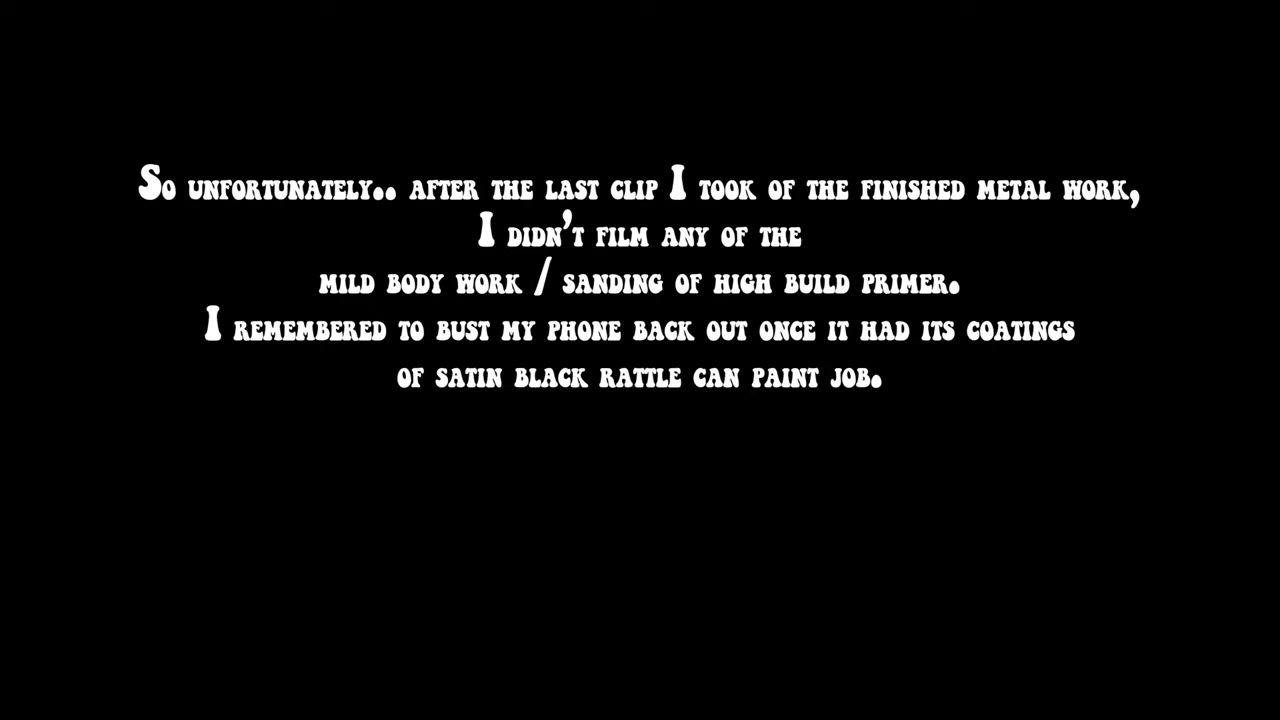 So unfortunately.. after the last clip I took of the finished metal work,
I didn't film any of the
mild body work / sanding of high build primer.
I remembered to bust my phone back out once it had its coatings
of satin black rattle can paint job.